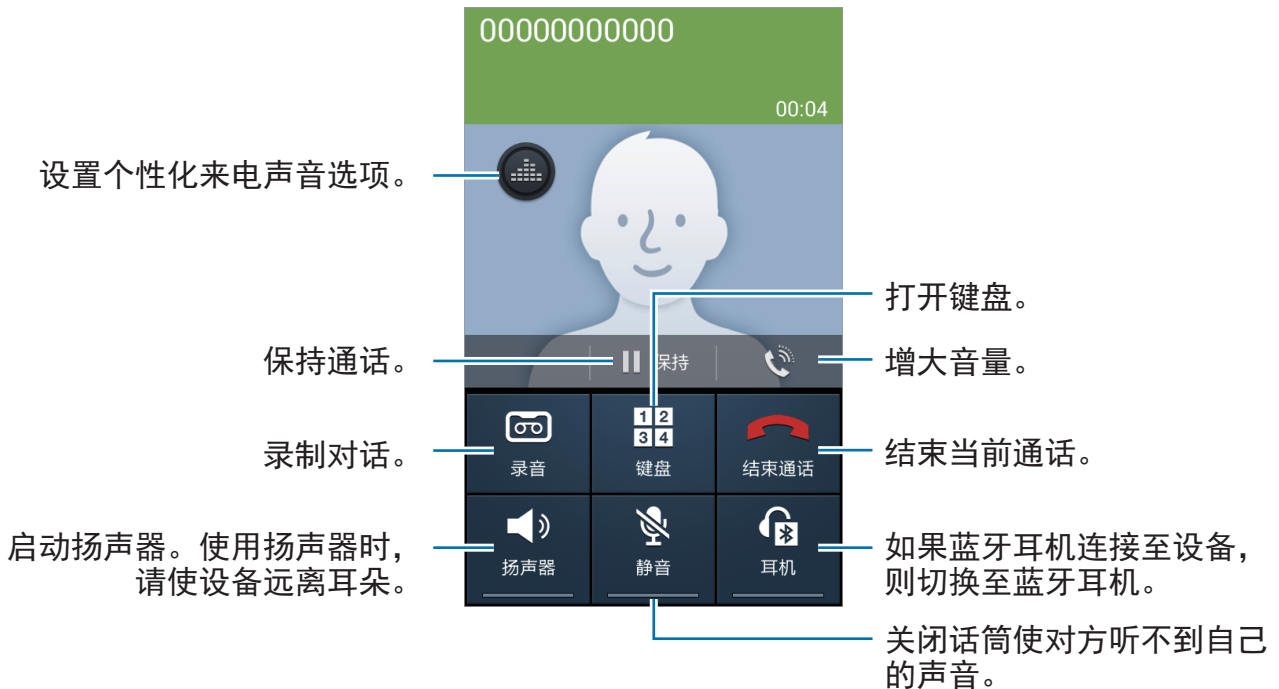 00000000000
00:04
设置个性化来电声音选项。
打开键盘。
保持通话。
保持
增大音量。
1 2
3 4
录制对话。
录音
键盘
结束通话
结束当前通话。
启动扬声器。使用扬声器时，
请使设备远离耳朵。
扬声器
静音
耳机
如果蓝牙耳机连接至设备，
则切换至蓝牙耳机。
关闭话筒使对方听不到自己
的声音。